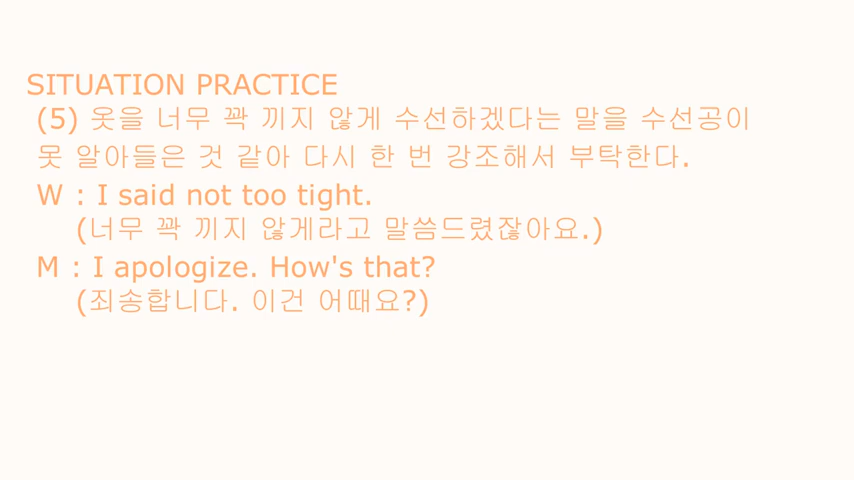 SITUATION PRACTICE
(5) 옷을 너무 꽉 끼지 않게 수선하겠다는 말을 수선공이
못 알아들은 것 같아 다시 한 번 강조해서 부탁한다.
W : I said not too tight.
(너무 꽉 끼지 않게라고 말씀드렸잖아요.)
M : I apologize. How's that?
(죄송합니다. 이건 어때요?)